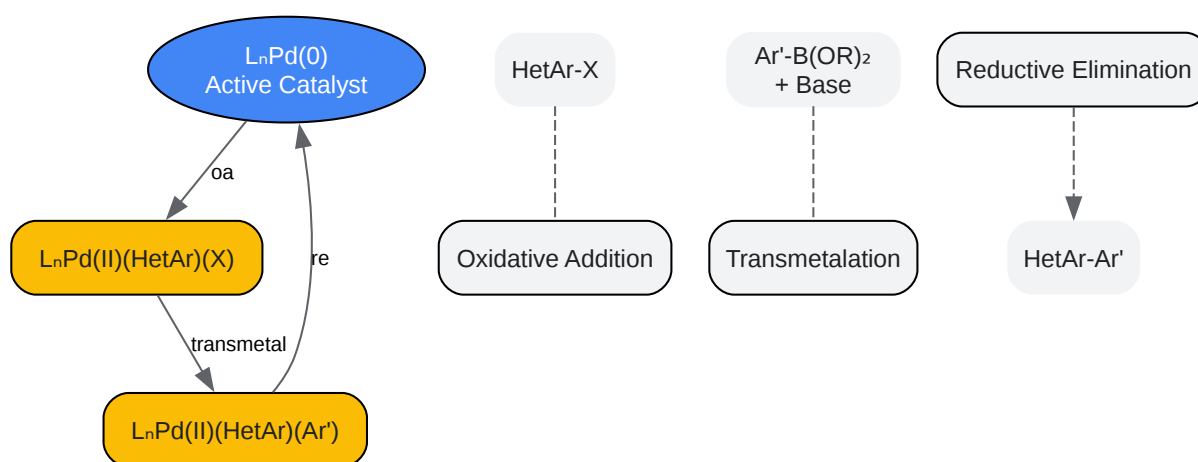 LₙPd(0)
Active Catalyst
HetAr-X
Ar'-B(OR)₂
+ Base
Reductive Elimination
oa
LₙPd(II)(HetAr)(X)
re
Oxidative Addition
Transmetalation
HetAr-Ar'
transmetal
LₙPd(II)(HetAr)(Ar')